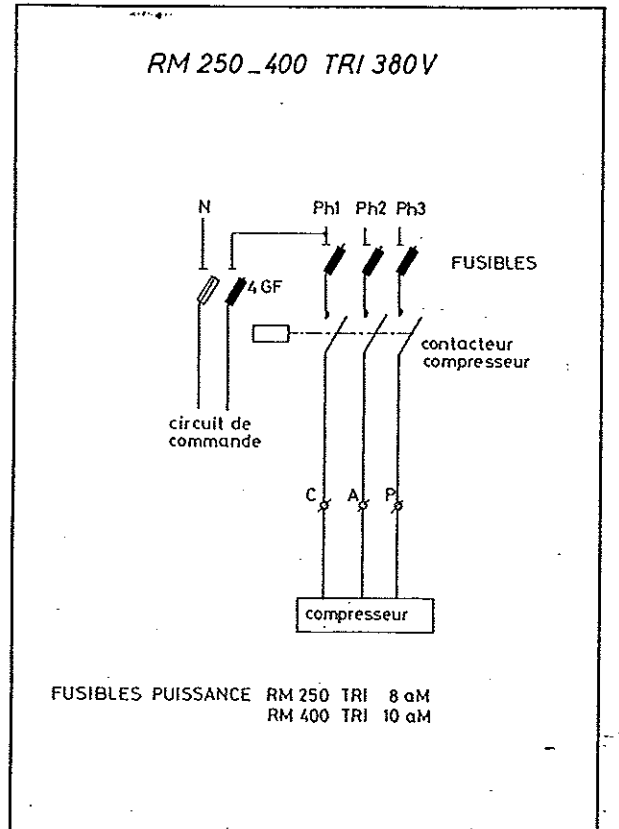 RM 250_400 TRI 380V
N
Ph1 Ph2 Ph3
FUSIBLES
4GF
contacteur
compresseur
circuit de
commande
C A P
compresseur
FUSIBLES PUISSANCE RM 250 TRI 8 aM
RM 400 TRI 10 aM